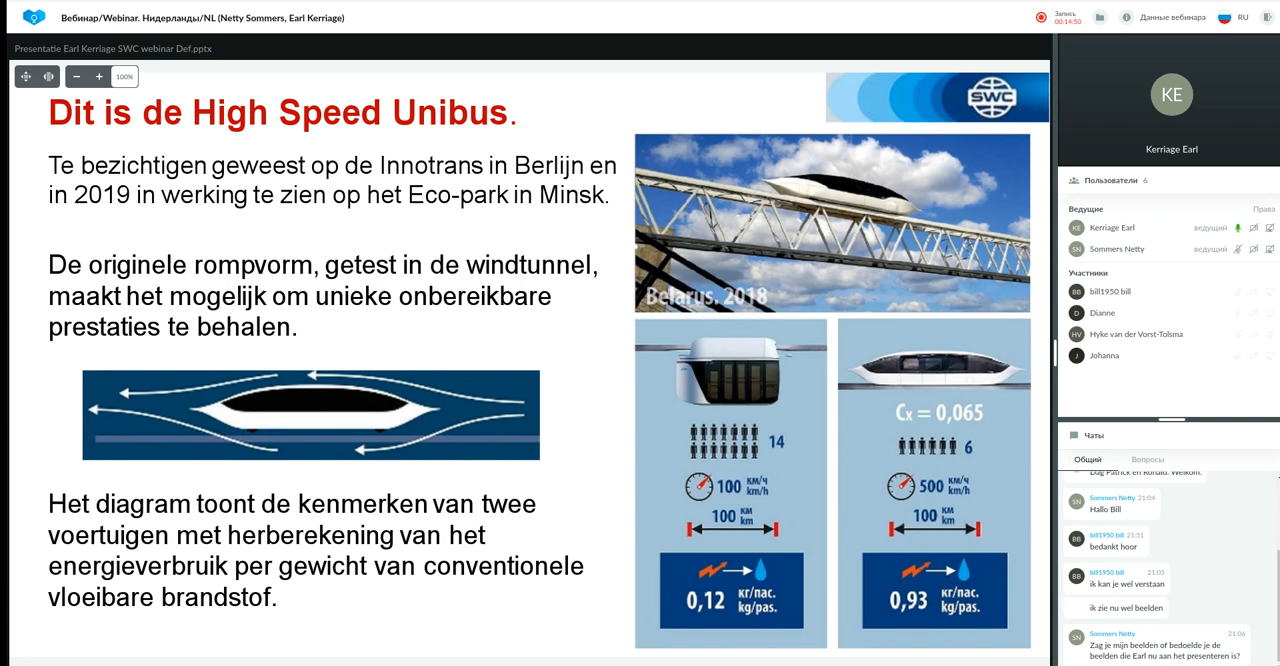 Вебинар/Webinar. Нидерланды/NL (Netty Sommers, Earl Kerriage)
Запись
00:14:50
Данные вебинара
RU
Presentatie Earl Kerriage SWC webinar Def.pptx
100%
Dit is de High Speed Unibus.
Te bezichtigen geweest op de Innotrans in Berlijn en
in 2019 in werking te zien op het Eco-park in Minsk.
De originele rompvorm, getest in de windtunnel,
maakt het mogelijk om unieke onbereikbare
prestaties te behalen.
Het diagram toont de kenmerken van twee
voertuigen met herberekening van het
energieverbruik per gewicht van conventionele
vloeibare brandstof.
SWC
Belarus. 2018
14
100 км/ч km/h
100 км km
0,12 кг/пас. kg/pas.
Cx = 0,065
6
500 км/ч km/h
100 км km
0,93 кг/пас. kg/pas.
KE
Kerriage Earl
Пользователи 6
Ведущие Права
KE Kerriage Earl ведущий
SN Sommers Netty ведущий
Участники
BB bill1950 bill
D Dianne
HV Hyke van der Vorst-Tolsma
J Johanna
Чаты
Общий Вопросы
Dag Patrick en Ronald. Welkom.
SN Sommers Netty 21:04
Hallo Bill
BB bill1950 bill 21:51
bedankt hoor
BB bill1950 bill 21:03
ik kan je wel verstaan
ik zie nu wel beelden
SN Sommers Netty 21:06
Zag je mijn beelden of bedoelde je de
beelden die Earl nu aan het presenteren is?